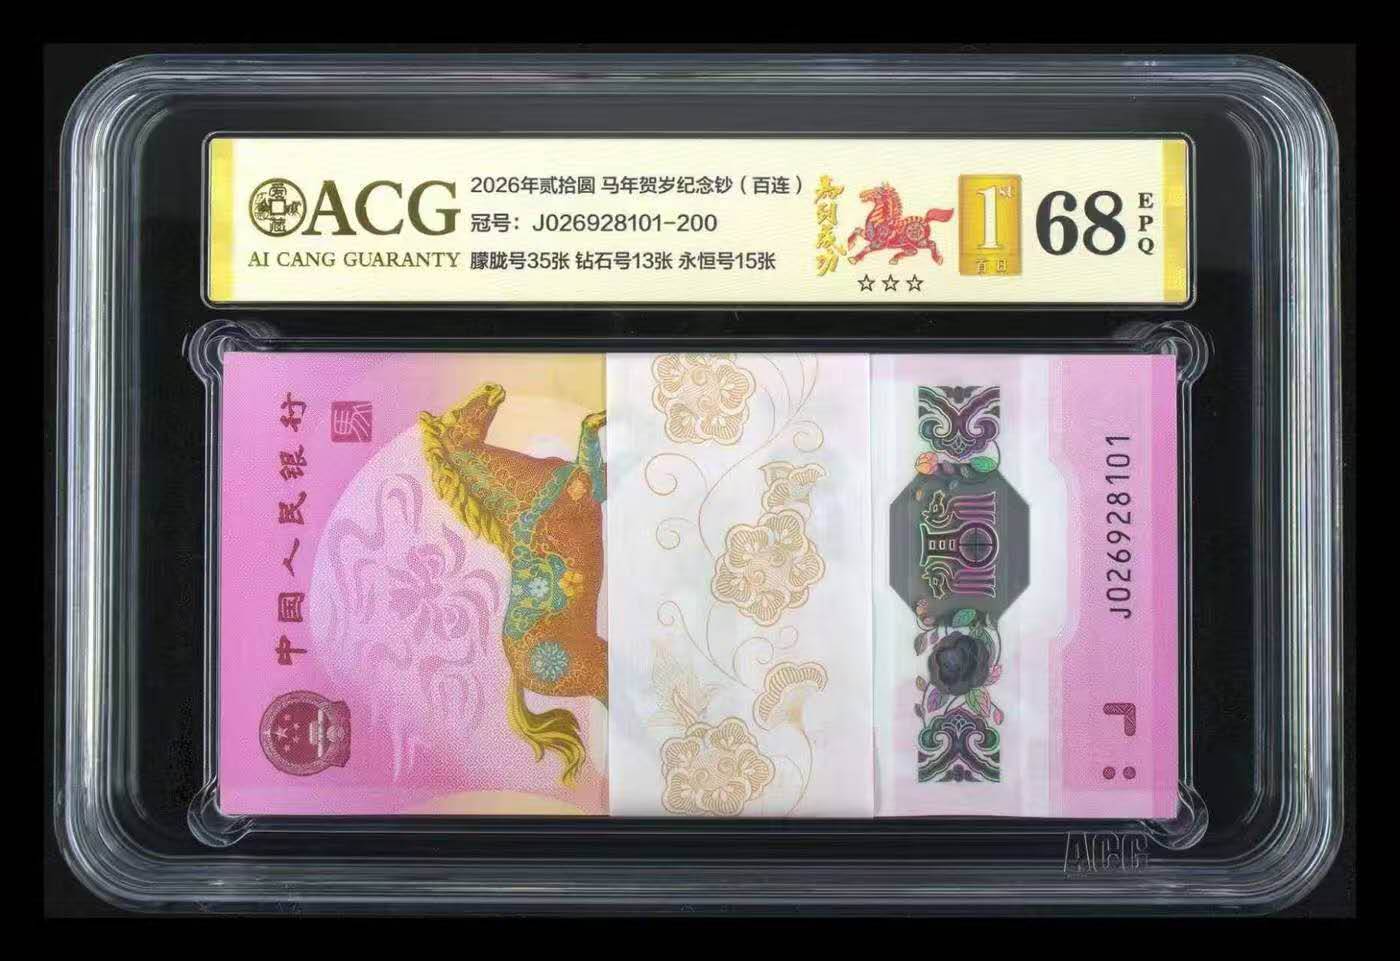 ACG
AI CANG GUARANTY
2026年贰拾圆 马年贺岁纪念钞（百连）
冠号：J026928101-200
朦胧号35张 钻石号13张 永恒号15张
马到成功
1st
百日
68
EPQ
中国人民银行
J026928101
ACG